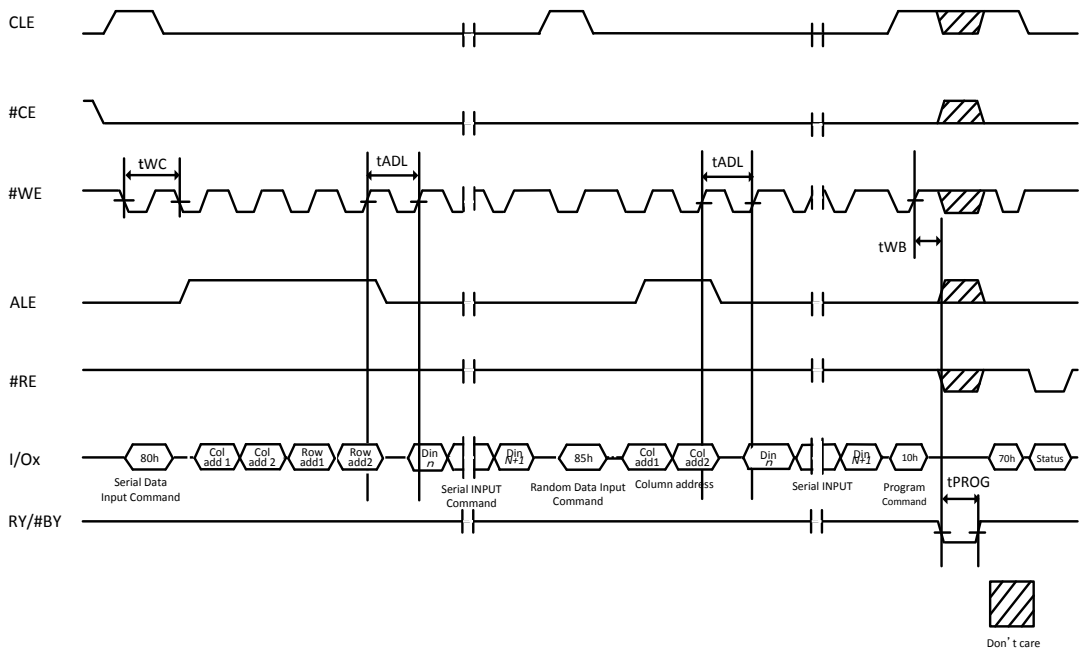 CLE
#CE
tWC
tADL
tADL
#WE
tWB
ALE
#RE
I/Ox
80h
Col
add 1
Col
add 2
Row
add1
Row
add2
Din
n
Din
N+1
85h
Col
add1
Col
add2
Din
n
Din
N+1
10h
70h
Status
Serial Data
Input Command
Serial INPUT
Command
Random Data Input
Command
Column address
Serial INPUT
Program
Command
tPROG
RY/#BY
Don't care